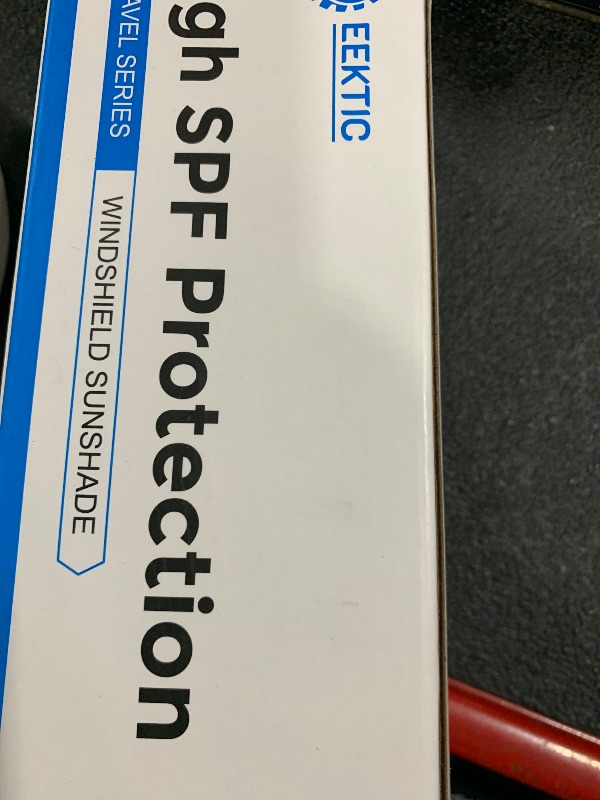 EEKTIC
gh SPF Protection
AVEL SERIES
WINDSHIELD SUNSHADE